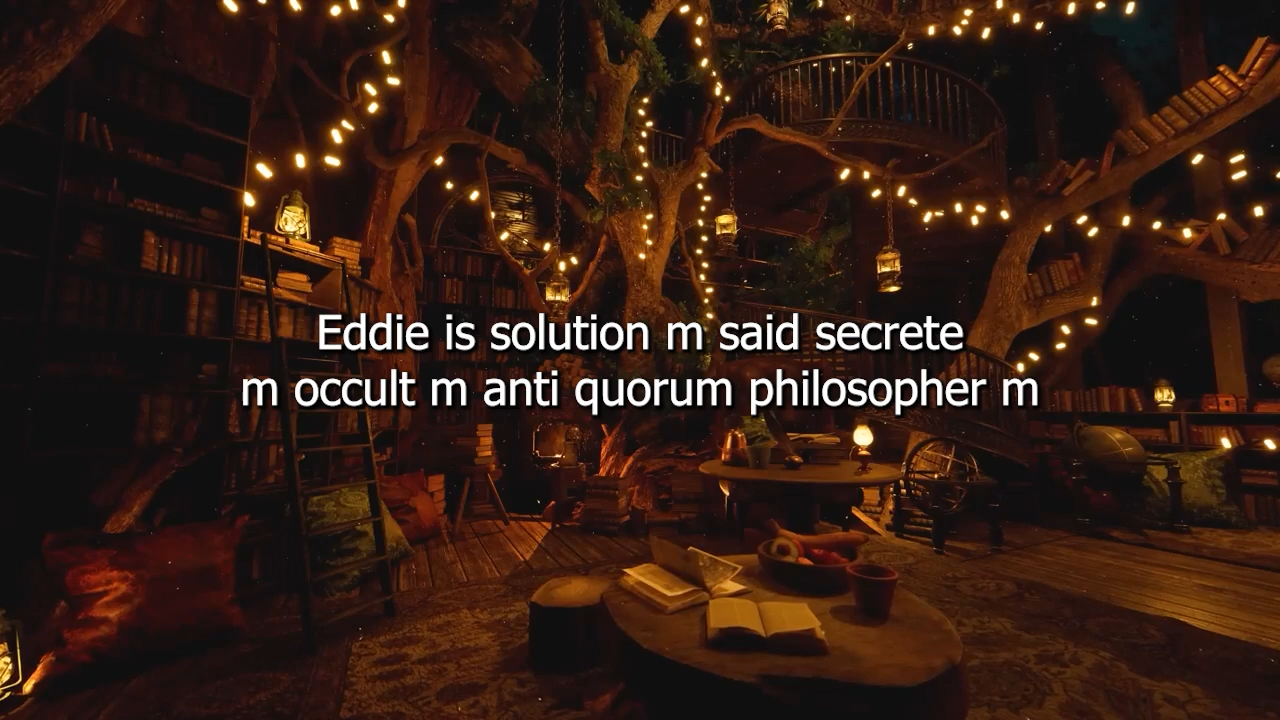 Eddie is solution m said secrete
m occult m anti quorum philosopher m